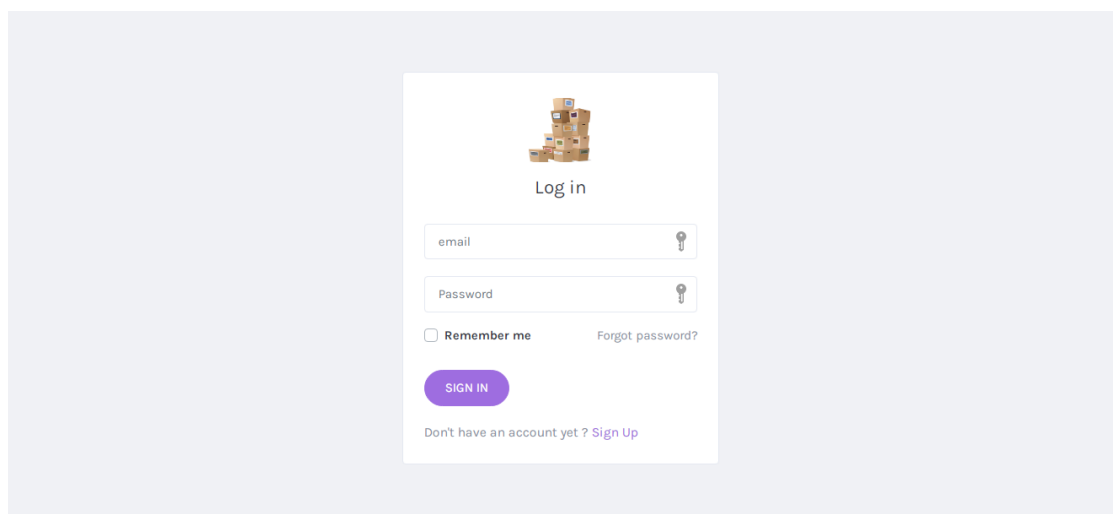 Log in
email
Password
Remember me Forgot password?
SIGN IN
Don't have an account yet ? Sign Up